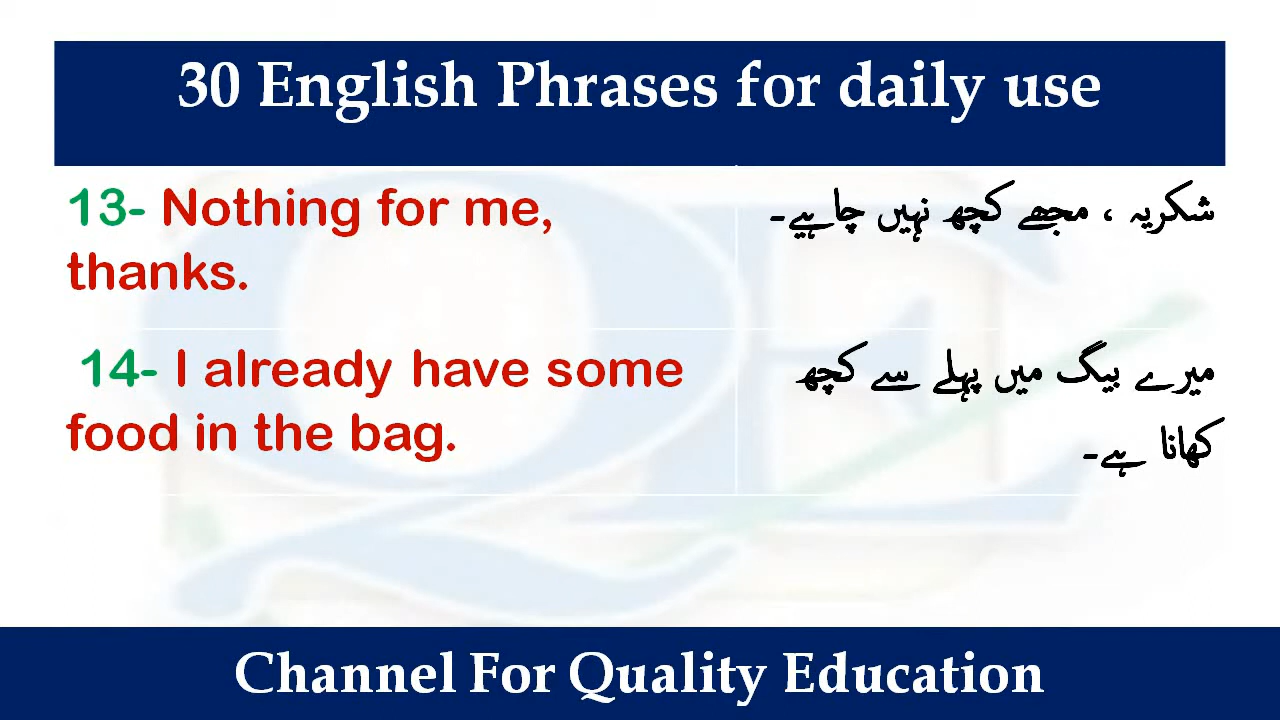 30 English Phrases for daily use
13- Nothing for me,
thanks.
شکریہ ، مجھے کچھ نہیں چاہیے۔
14- I already have some
food in the bag.
میرے بیگ میں پہلے سے کچھ
کھانا ہے۔
Channel For Quality Education